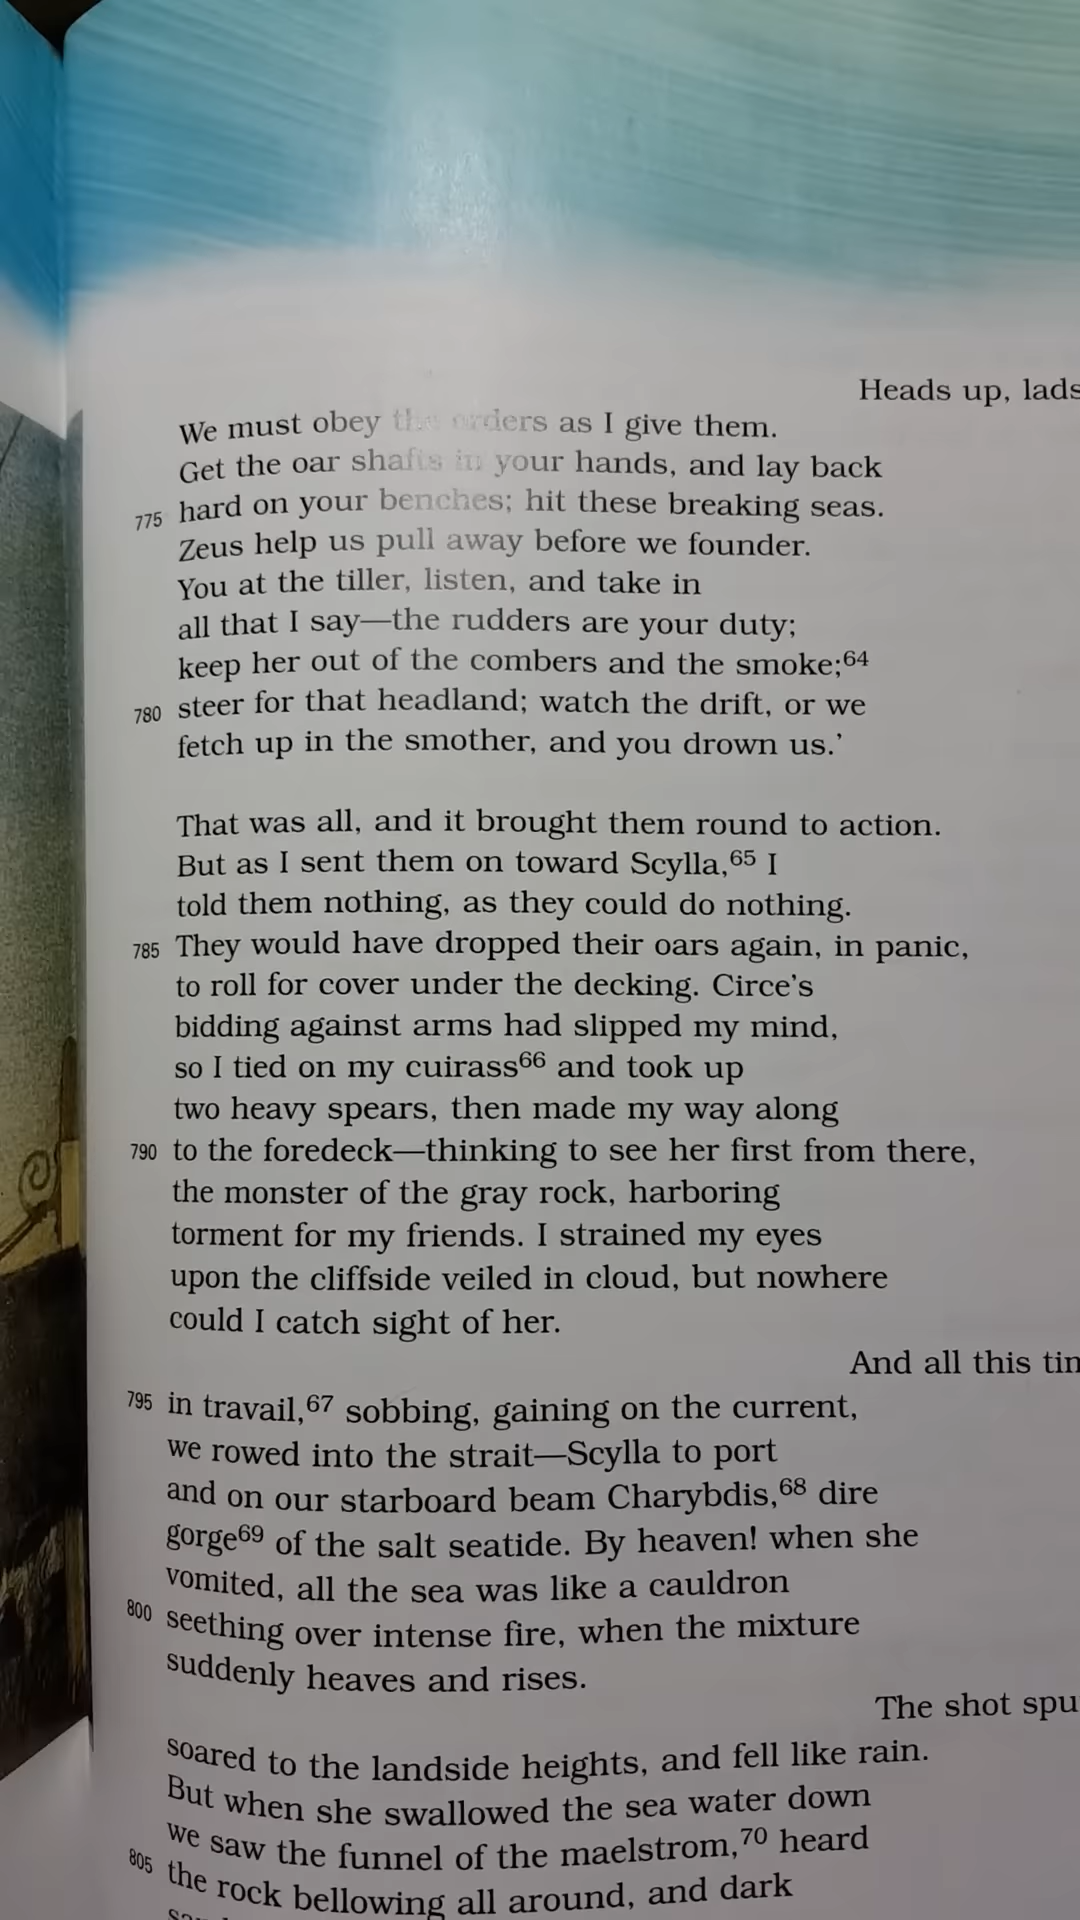 Heads up, lads
We must obey the orders as I give them.
Get the oar shafts in your hands, and lay back
775 hard on your benches; hit these breaking seas.
Zeus help us pull away before we founder.
You at the tiller, listen, and take in
all that I say—the rudders are your duty;
keep her out of the combers and the smoke;64
780 steer for that headland; watch the drift, or we
fetch up in the smother, and you drown us.’
That was all, and it brought them round to action.
But as I sent them on toward Scylla,65 I
told them nothing, as they could do nothing.
785 They would have dropped their oars again, in panic,
to roll for cover under the decking. Circe’s
bidding against arms had slipped my mind,
so I tied on my cuirass66 and took up
two heavy spears, then made my way along
790 to the foredeck—thinking to see her first from there,
the monster of the gray rock, harboring
torment for my friends. I strained my eyes
upon the cliffside veiled in cloud, but nowhere
could I catch sight of her.
And all this
795 in travail,67 sobbing, gaining on the current,
we rowed into the strait—Scylla to port
and on our starboard beam Charybdis,68 dire
gorge69 of the salt seatide. By heaven! when she
vomited, all the sea was like a cauldron
800 seething over intense fire, when the mixture
suddenly heaves and rises.
The shot
soared to the landside heights, and fell like rain.
But when she swallowed the sea water down
we saw the funnel of the maelstrom,70 heard
805 the rock bellowing all around, and dark